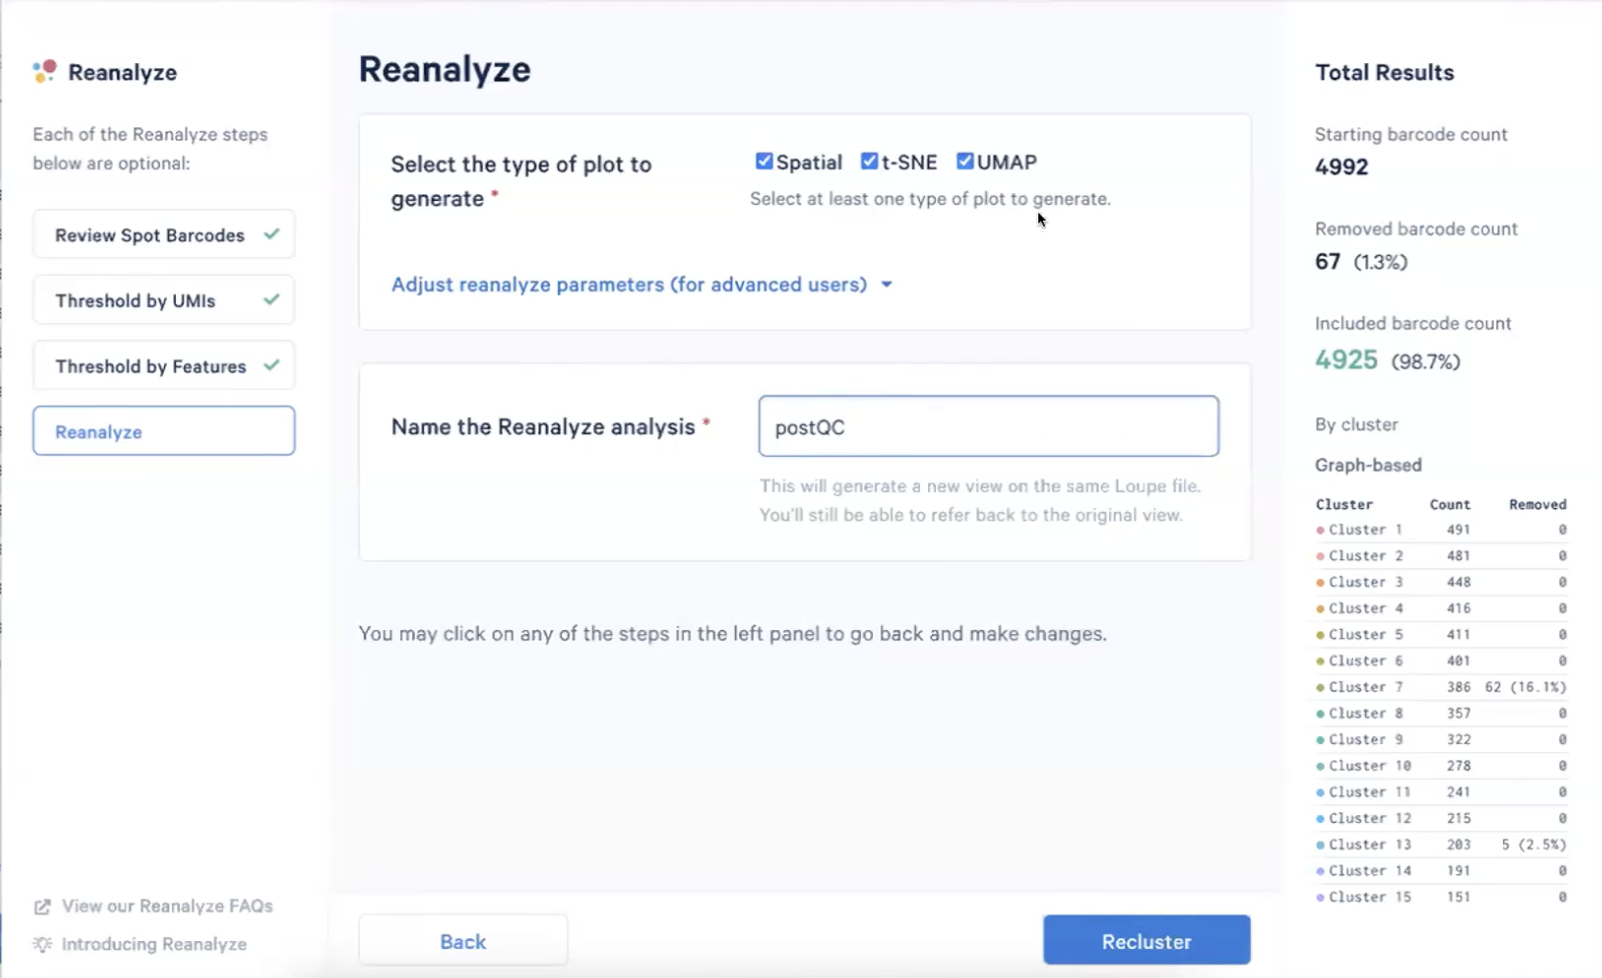 Reanalyze
Each of the Reanalyze steps
below are optional:
Review Spot Barcodes
Threshold by UMIs
Threshold by Features
Reanalyze
View our Reanalyze FAQs
Introducing Reanalyze
Reanalyze
Select the type of plot to
generate *
Spatial t-SNE UMAP
Select at least one type of plot to generate.
Adjust reanalyze parameters (for advanced users)
Name the Reanalyze analysis *
postQC
This will generate a new view on the same Loupe file.
You'll still be able to refer back to the original view.
You may click on any of the steps in the left panel to go back and make changes.
Back
Recluster
Total Results
Starting barcode count
4992
Removed barcode count
67 (1.3%)
Included barcode count
4925 (98.7%)
By cluster
Graph-based
Cluster Count Removed
Cluster 1 491 0
Cluster 2 481 0
Cluster 3 448 0
Cluster 4 416 0
Cluster 5 411 0
Cluster 6 401 0
Cluster 7 386 62 (16.1%)
Cluster 8 357 0
Cluster 9 322 0
Cluster 10 278 0
Cluster 11 241 0
Cluster 12 215 0
Cluster 13 203 5 (2.5%)
Cluster 14 191 0
Cluster 15 151 0